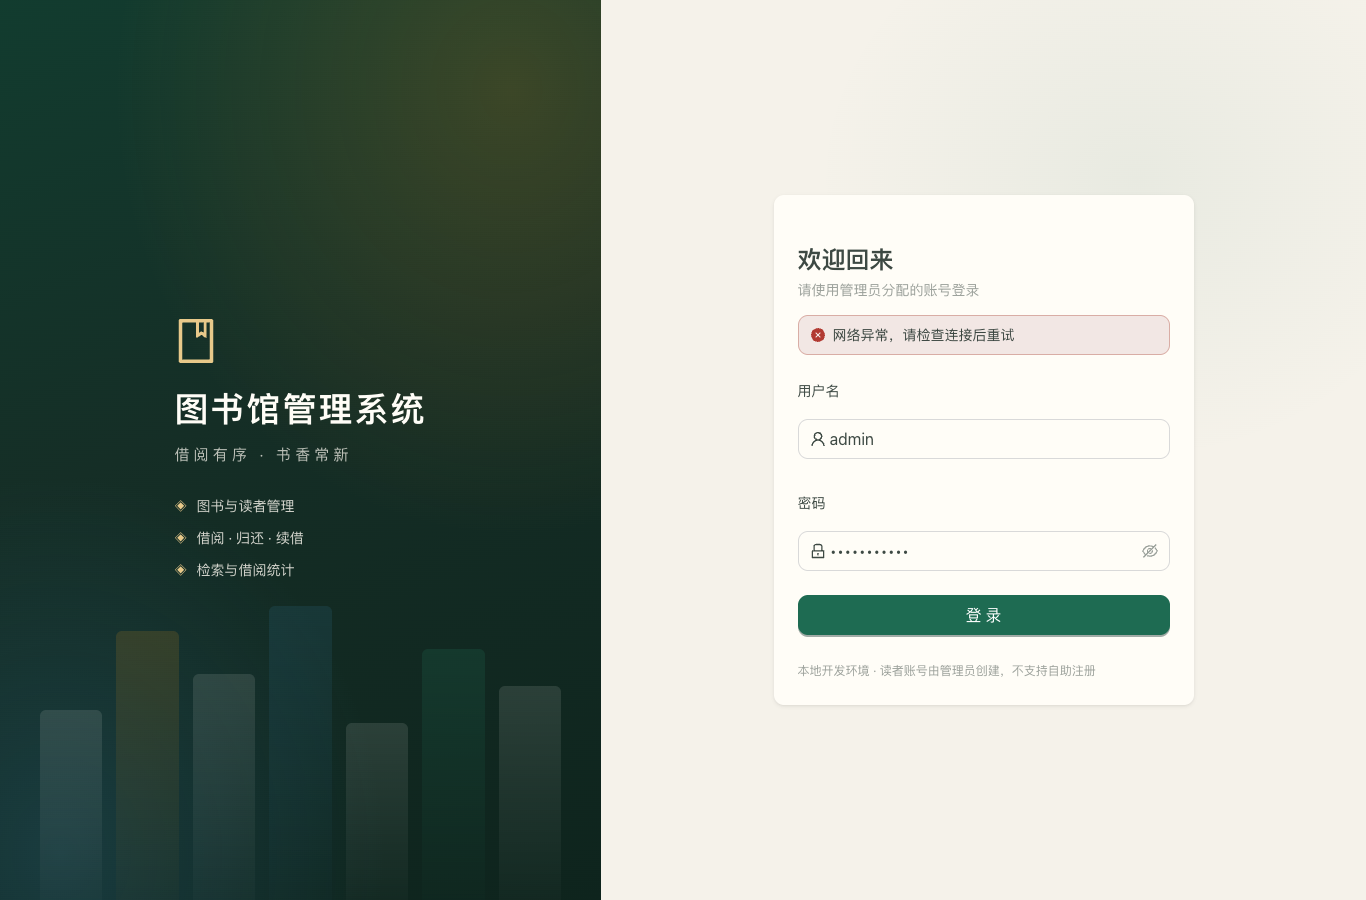 图书馆管理系统
借阅有序 · 书香常新
图书与读者管理
借阅 · 归还 · 续借
检索与借阅统计
欢迎回来
请使用管理员分配的账号登录
网络异常，请检查连接后重试
用户名
admin
密码
•••••••••••
登 录
本地开发环境 · 读者账号由管理员创建，不支持自助注册